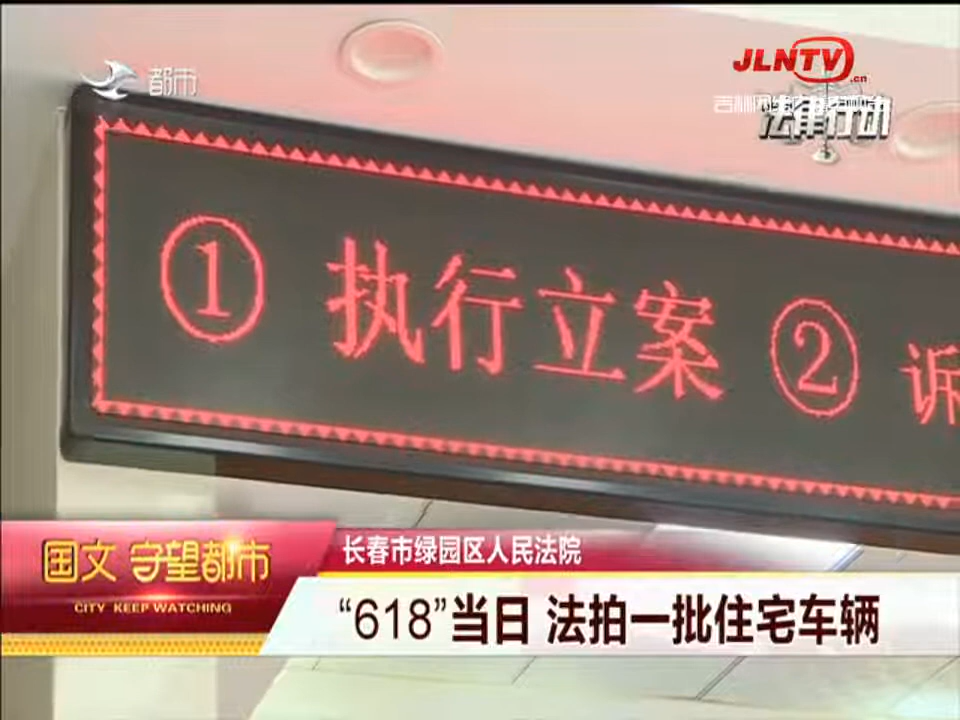 都市
JLNTV.cn
法律行动
① 执行立案 ② 诉
国文 守望都市
CITY KEEP WATCHING
长春市绿园区人民法院
“618”当日 法拍一批住宅车辆